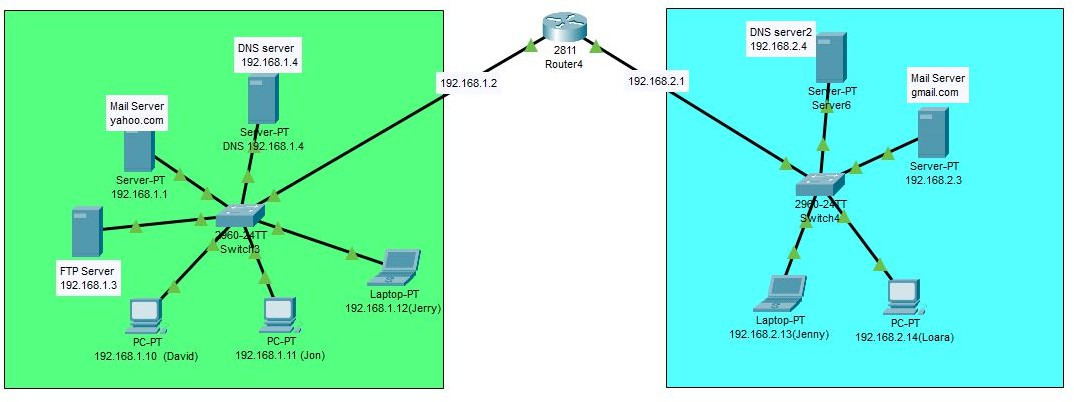 DNS server
192.168.1.4
Server-PT
DNS 192.168.1.4
Mail Server
yahoo.com
Server-PT
192.168.1.1
FTP Server
192.168.1.3
2960-24TT
Switch3
PC-PT
192.168.1.10 (David)
PC-PT
192.168.1.11 (Jon)
Laptop-PT
192.168.1.12(Jerry)
192.168.1.2
2811
Router4
192.168.2.1
DNS server2
192.168.2.4
Server-PT
Server6
Mail Server
gmail.com
Server-PT
192.168.2.3
2960-24TT
Switch4
Laptop-PT
192.168.2.13(Jenny)
PC-PT
192.168.2.14(Loara)